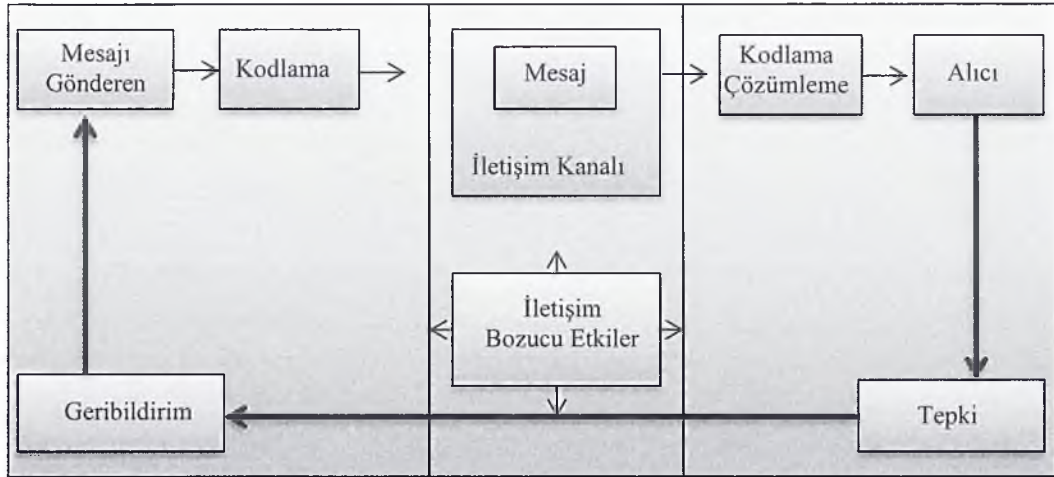 Mesajı
Gönderen
Kodlama
Mesaj
İletişim Kanalı
Kodlama
Çözümleme
Alıcı
İletişim
Bozucu Etkiler
Geribildirim
Tepki